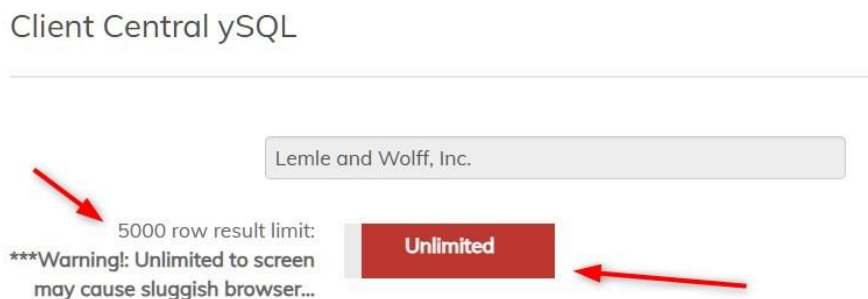 Client Central ySQL
Lemle and Wolff, Inc.
5000 row result limit:
***Warning!: Unlimited to screen
may cause sluggish browser...
Unlimited